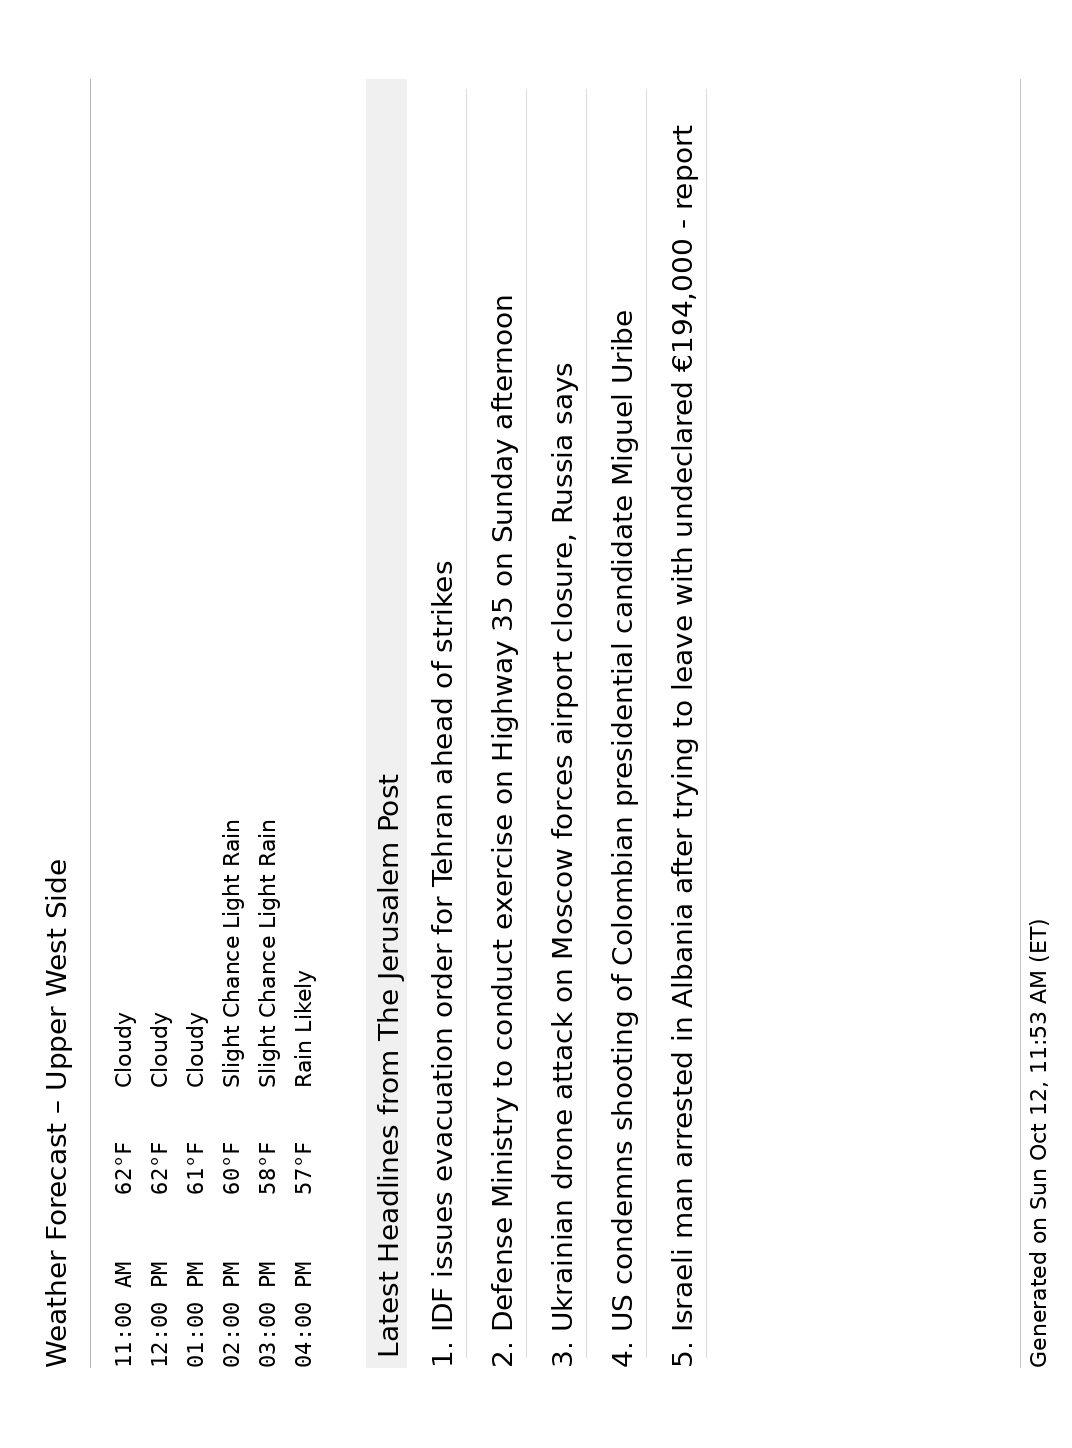 Weather Forecast – Upper West Side
11:00 AM 62°F Cloudy
12:00 PM 62°F Cloudy
01:00 PM 61°F Cloudy
02:00 PM 60°F Slight Chance Light Rain
03:00 PM 58°F Slight Chance Light Rain
04:00 PM 57°F Rain Likely
Latest Headlines from The Jerusalem Post
1. IDF issues evacuation order for Tehran ahead of strikes
2. Defense Ministry to conduct exercise on Highway 35 on Sunday afternoon
3. Ukrainian drone attack on Moscow forces airport closure, Russia says
4. US condemns shooting of Colombian presidential candidate Miguel Uribe
5. Israeli man arrested in Albania after trying to leave with undeclared €194,000 - report
Generated on Sun Oct 12, 11:53 AM (ET)